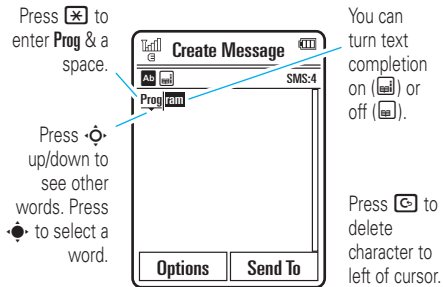 Press * to
enter Prog & a
space.
Press
up/down to
see other
words. Press
to select a
word.
Create Message
Ab
SMS:4
Prog ram
Options
Send To
You can
turn text
completion
on ( ) or
off ( ).
Press C to
delete
character to
left of cursor.